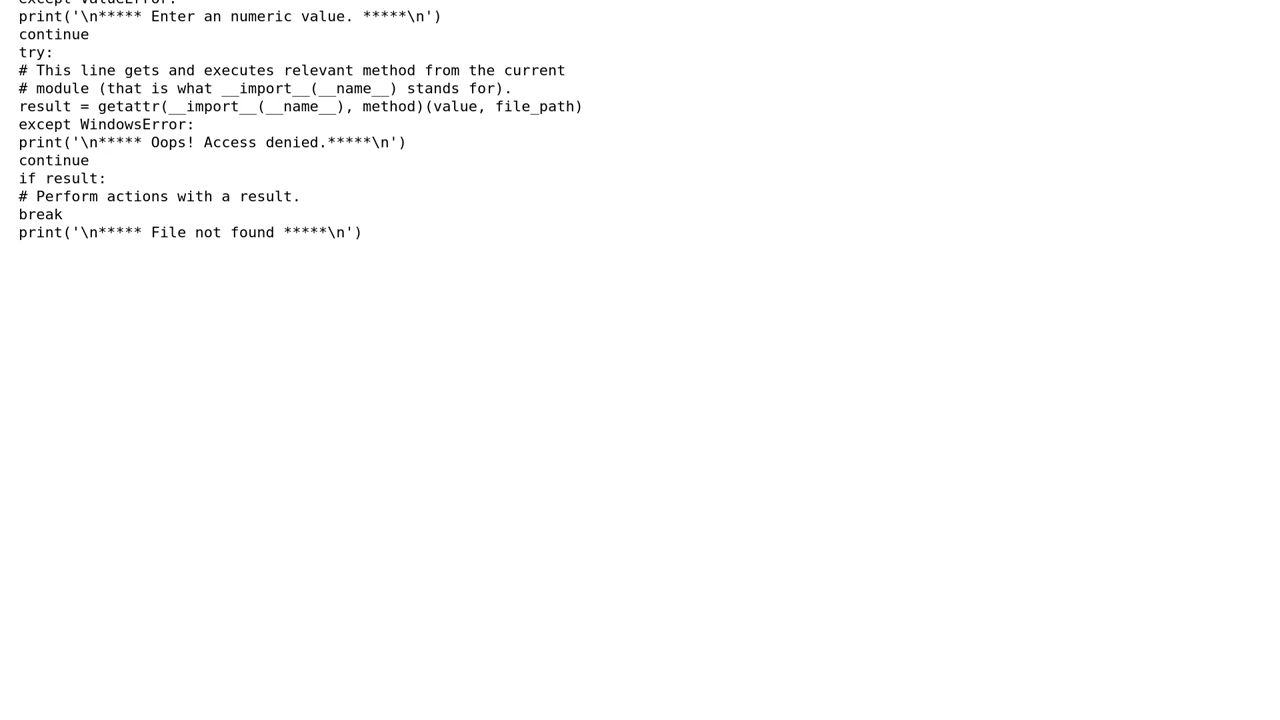 except ValueError:
print('\n***** Enter an numeric value. *****\n')
continue
try:
# This line gets and executes relevant method from the current
# module (that is what __import__(__name__) stands for).
result = getattr(__import__(__name__), method)(value, file_path)
except WindowsError:
print('\n***** Oops! Access denied.*****\n')
continue
if result:
# Perform actions with a result.
break
print('\n***** File not found *****\n')